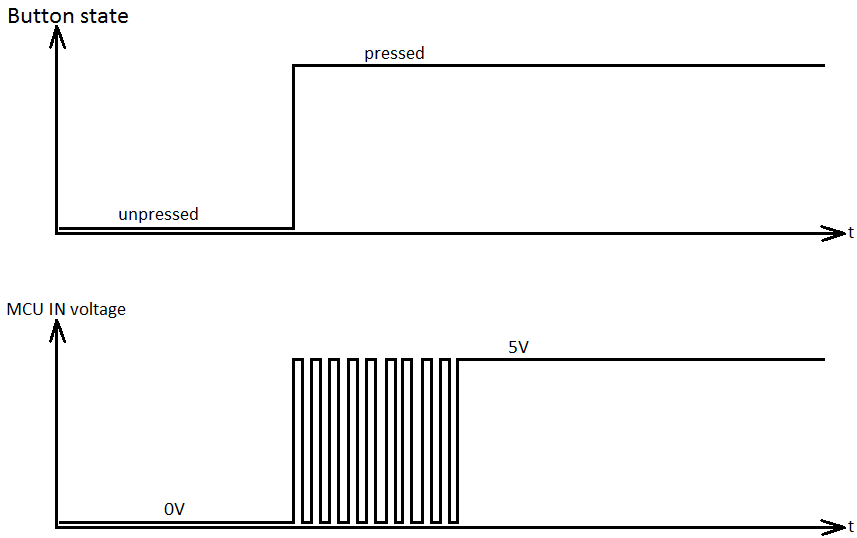 Button state
pressed
unpressed
t
MCU IN voltage
5V
0V
t